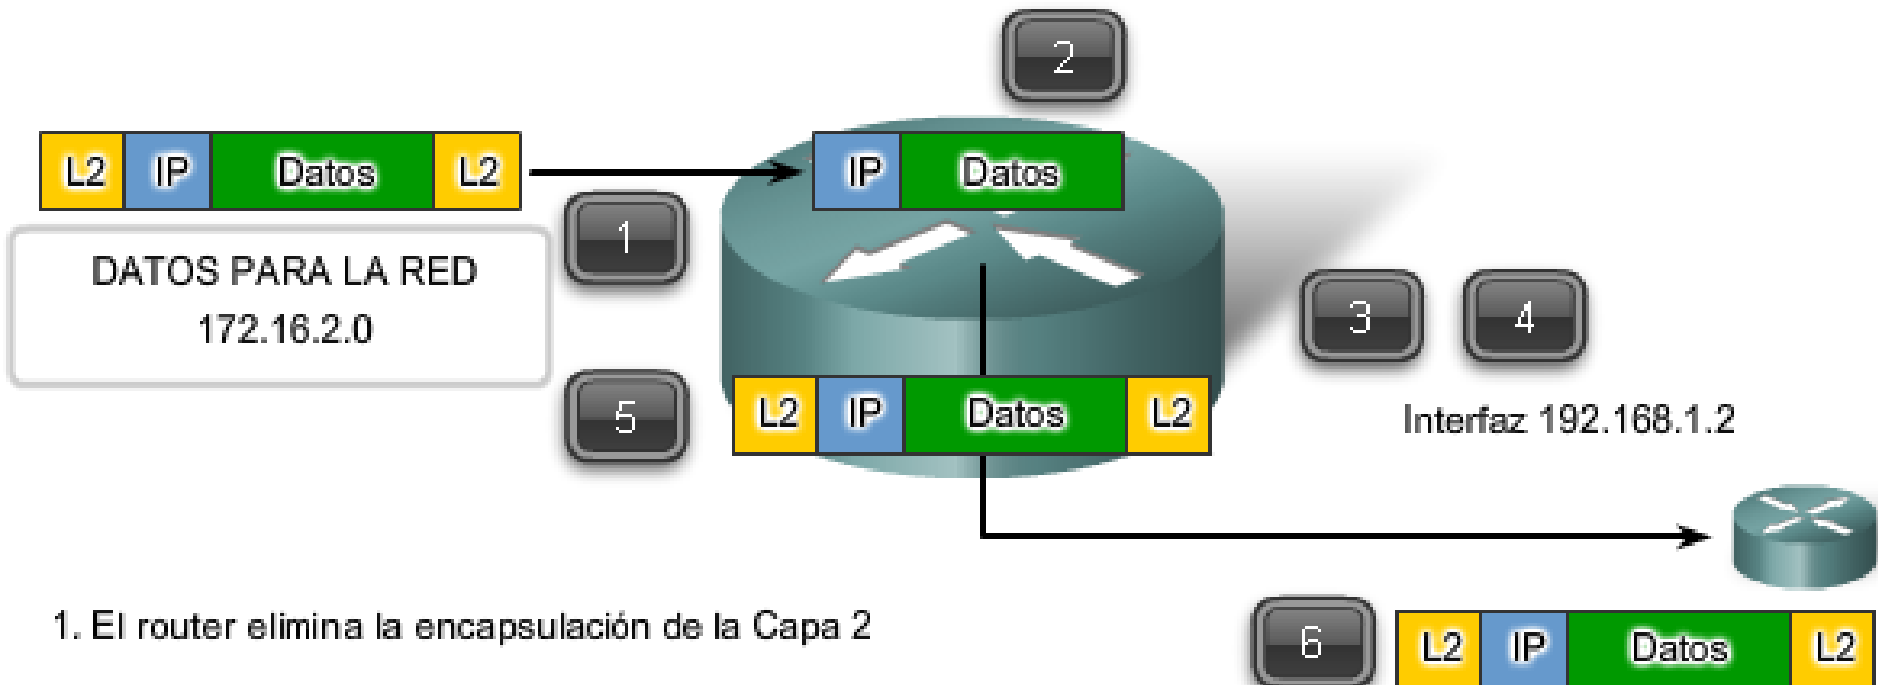 2
L2 IP Datos L2
IP Datos
1
DATOS PARA LA RED
172.16.2.0
3
4
5
L2 IP Datos L2
Interfaz 192.168.1.2
1. El router elimina la encapsulación de la Capa 2
6
L2 IP Datos L2